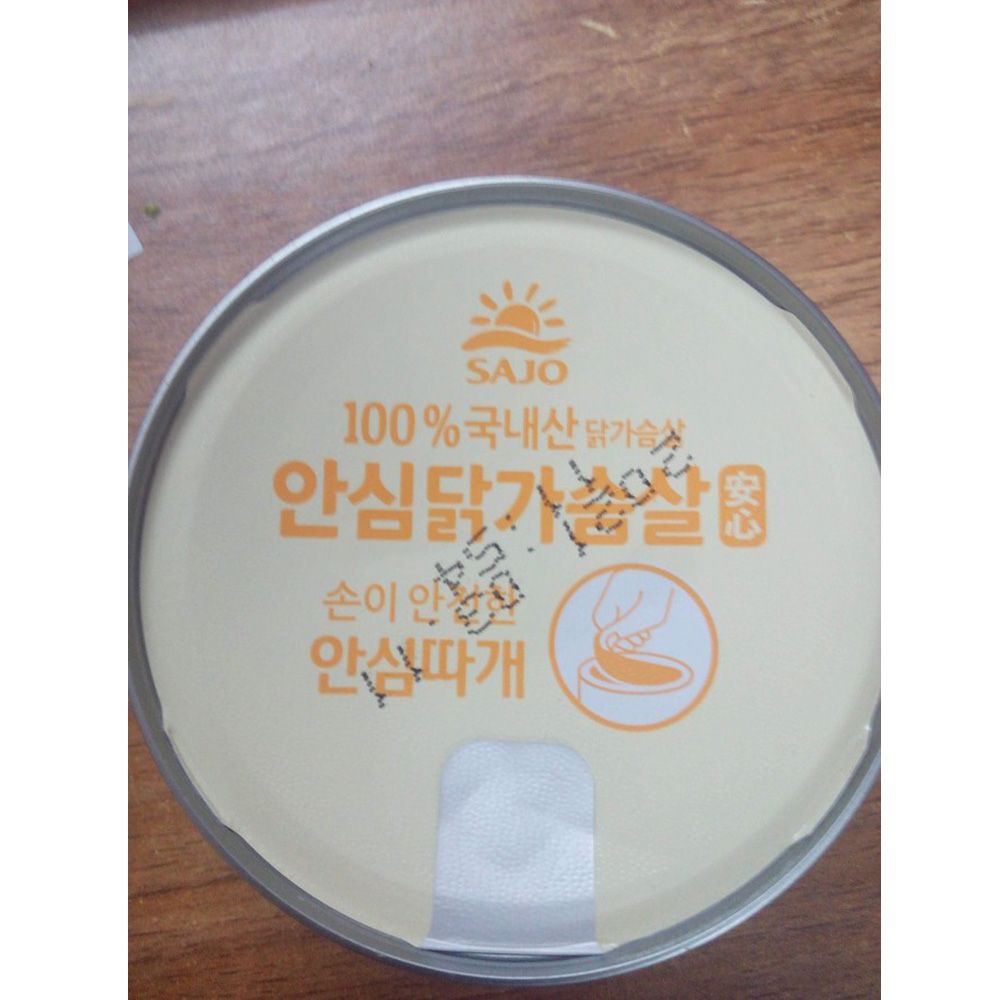 SAJO
100%국내산 닭가슴살
안심닭가슴살 安心
손이 안전한
안심따개